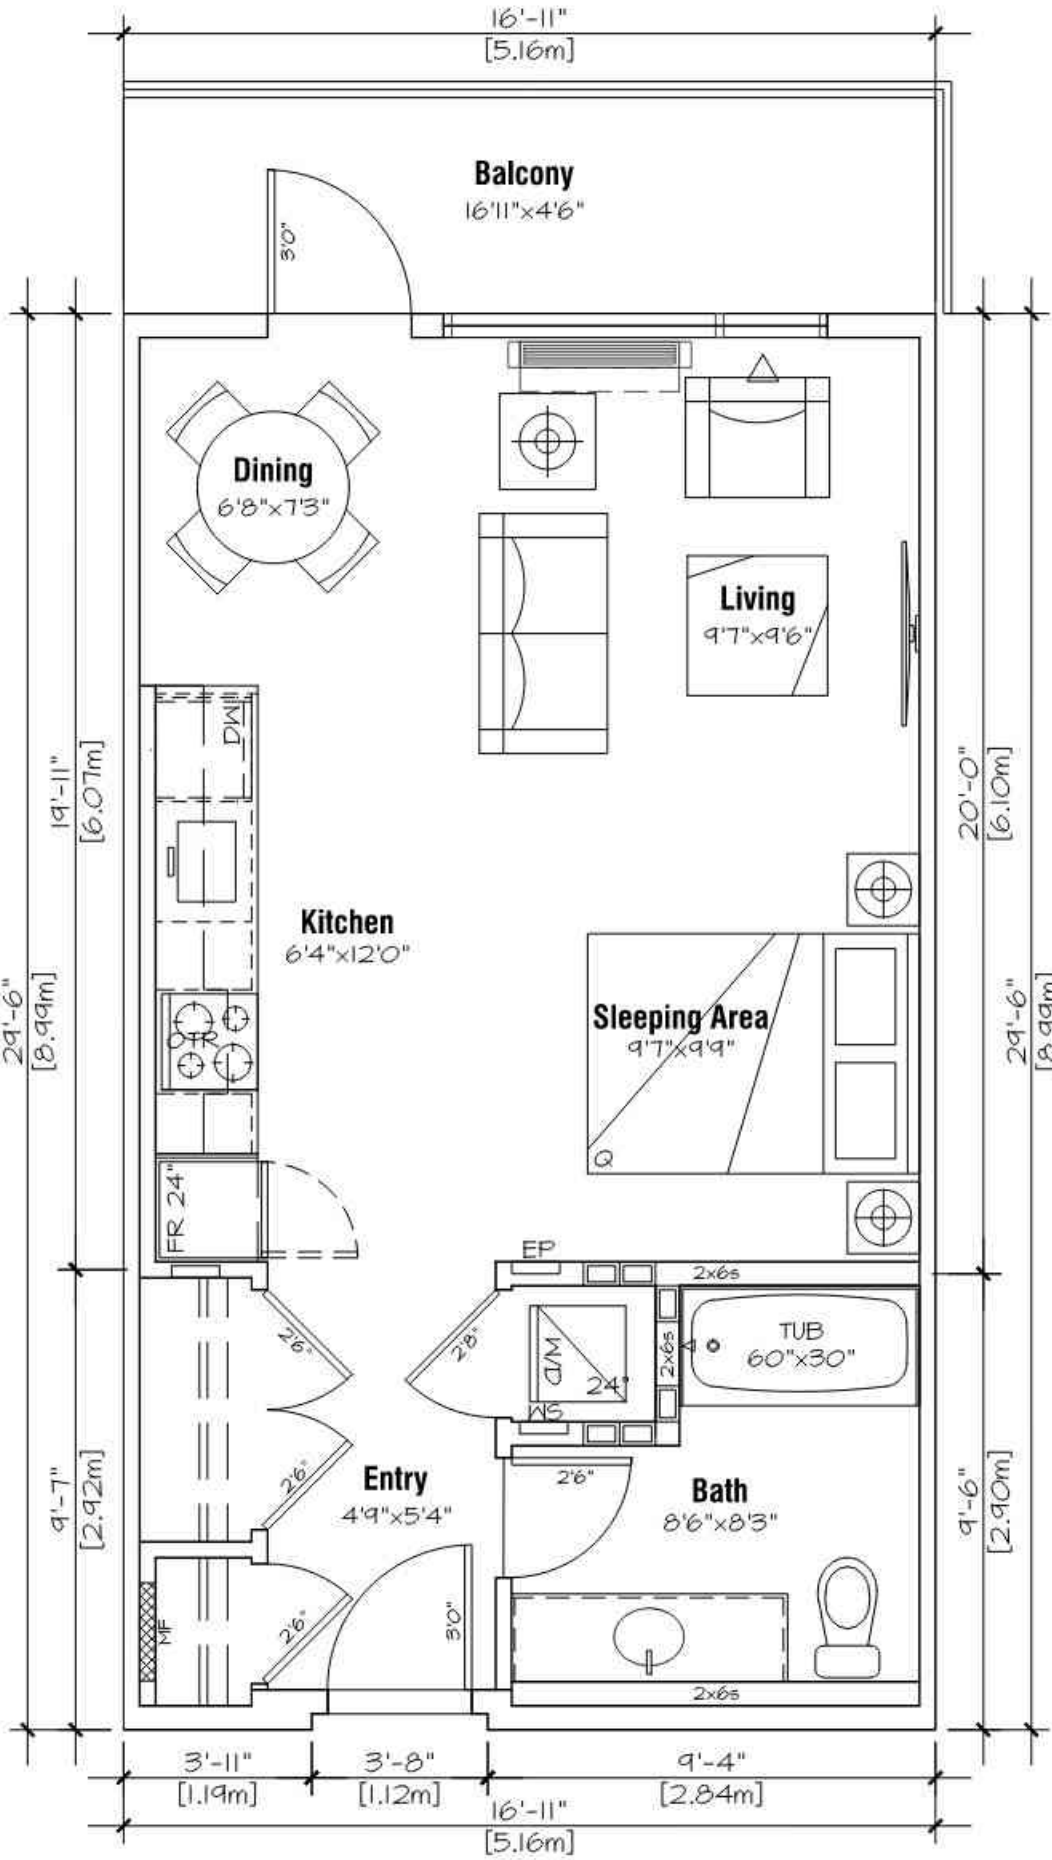 16'-11"
[5.16m]
Balcony
16'11"x4'6"
3'0"
Dining
6'8"x7'3"
Living
9'7"x9'6"
DW
19'-11"
[6.07m]
20'-0"
[6.10m]
Kitchen
6'4"x12'0"
29'-6"
[8.99m]
29'-6"
[8.99m]
Sleeping Area
9'7"x9'9"
OTR
Q
FR 24"
EP
2x6s
2'6"
2'8"
W/D
24"
2x6s
TUB
60"x30"
SM
9'-7"
[2.92m]
2'6"
Entry
4'9"x5'4"
2'6"
Bath
8'6"x8'3"
9'-6"
[2.90m]
MF
2'6"
3'0"
2x6s
3'-11"
[1.19m]
3'-8"
[1.12m]
9'-4"
[2.84m]
16'-11"
[5.16m]